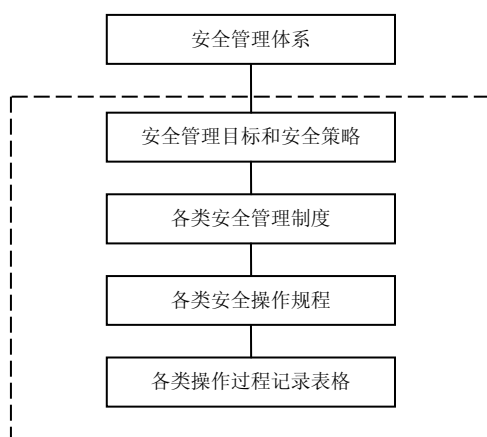 安全管理体系
安全管理目标和安全策略
各类安全管理制度
各类安全操作规程
各类操作过程记录表格